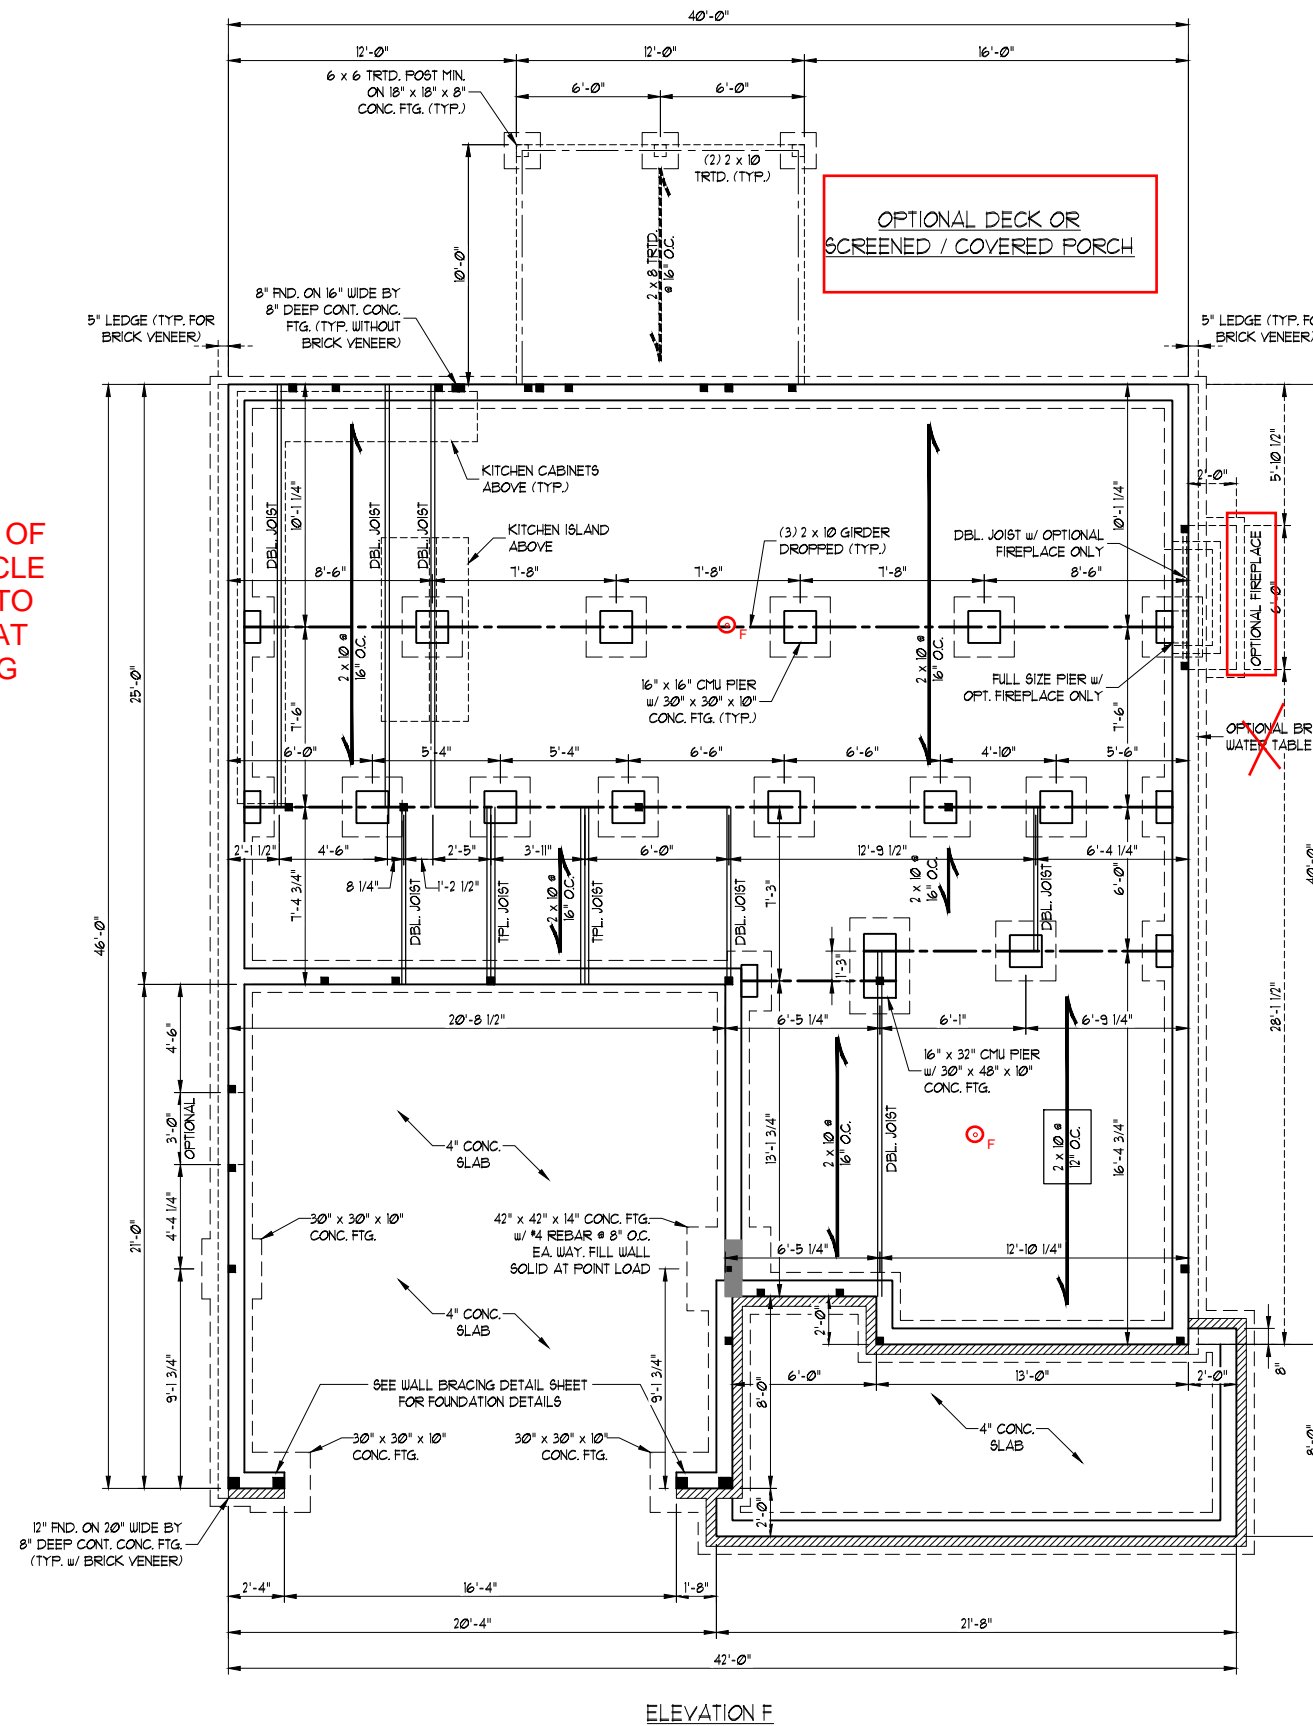 40'-0"
12'-0"
12'-0"
16'-0"
6 x 6 TRTD. POST MIN.
ON 18" x 18" x 8"
CONC. FTG. (TYP.)
6'-0"
6'-0"
(2) 2 x 10
TRTD. (TYP.)
OPTIONAL DECK OR
SCREENED / COVERED PORCH
10'-0"
2 x 8 TRTD.
@ 16" O.C.
8" FND. ON 16" WIDE BY
8" DEEP CONT. CONC.
FTG. (TYP. WITHOUT
BRICK VENEER)
5" LEDGE (TYP. FOR
BRICK VENEER)
5" LEDGE (TYP.
BRICK VENEER)
KITCHEN CABINETS
ABOVE (TYP.)
KITCHEN ISLAND
ABOVE
(3) 2 x 10 GIRDER
DROPPED (TYP.)
DBL. JOIST w/ OPTIONAL
FIREPLACE ONLY
10'-1 1/4"
10'-1 1/4"
5'-10 1/2"
2'-0"
DBL. JOIST
DBL. JOIST
DBL. JOIST
OF
TO
8'-6"
7'-8"
7'-8"
7'-8"
8'-6"
OPTIONAL FIREPLACE
6'-0"
F
2 x 10 @
16" O.C.
2 x 10 @
16" O.C.
16" x 16" CMU PIER
w/ 30" x 30" x 10"
CONC. FTG. (TYP.)
FULL SIZE PIER w/
OPT. FIREPLACE ONLY
25'-0"
7'-6"
7'-6"
OPTIONAL
WATER TABLE
6'-0"
5'-4"
5'-4"
6'-6"
6'-6"
4'-10"
5'-6"
2'-1 1/2"
4'-6"
2'-5"
3'-11"
6'-0"
12'-9 1/2"
6'-4 1/4"
8 1/4"
1'-2 1/2"
7'-4 3/4"
7'-3"
6'-0"
40'-0"
DBL. JOIST
TPL. JOIST
2 x 10 @
16" O.C.
TPL. JOIST
DBL. JOIST
2 x 10 @
16" O.C.
DBL. JOIST
46'-0"
1'-3"
20'-8 1/2"
6'-5 1/4"
6'-1"
6'-9 1/4"
28'-1 1/2"
4'-6"
16" x 32" CMU PIER
w/ 30" x 48" x 10"
CONC. FTG.
3'-0"
OPTIONAL
4" CONC.
SLAB
13'-1 3/4"
2 x 10 @
16" O.C.
DBL. JOIST
F
2 x 10 @
12" O.C.
16'-4 3/4"
4'-4 1/4"
21'-0"
30" x 30" x 10"
CONC. FTG.
42" x 42" x 14" CONC. FTG.
w/ #4 REBAR @ 8" O.C.
EA. WAY. FILL WALL
SOLID AT POINT LOAD
6'-5 1/4"
12'-10 1/4"
4" CONC.
SLAB
2'-0"
8"
9'-1 3/4"
SEE WALL BRACING DETAIL SHEET
FOR FOUNDATION DETAILS
9'-1 3/4"
8'-0"
6'-0"
13'-0"
2'-0"
4" CONC.
SLAB
8'-0"
30" x 30" x 10"
CONC. FTG.
30" x 30" x 10"
CONC. FTG.
2'-0"
12" FND. ON 20" WIDE BY
8" DEEP CONT. CONC. FTG.
(TYP. w/ BRICK VENEER)
2'-4"
16'-4"
1'-8"
20'-4"
21'-8"
42'-0"
ELEVATION F